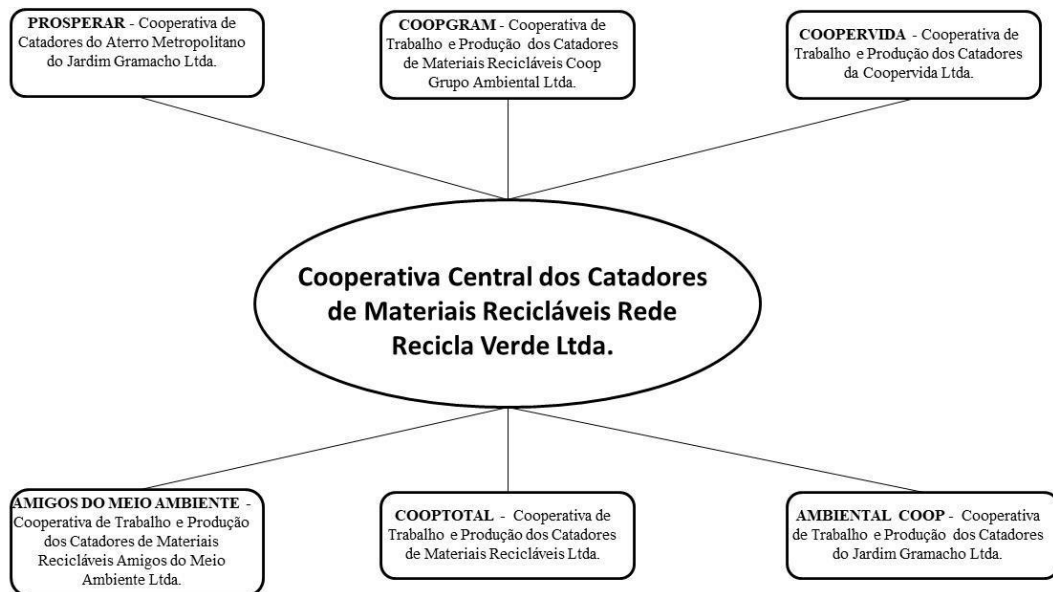 PROSPERAR - Cooperativa de
Catadores do Aterro Metropolitano
do Jardim Gramacho Ltda.
COOPGRAM - Cooperativa de
Trabalho e Produção dos Catadores
de Materiais Recicláveis Coop
Grupo Ambiental Ltda.
COOPERVIDA - Cooperativa de
Trabalho e Produção dos Catadores
da Coopervida Ltda.
Cooperativa Central dos Catadores
de Materiais Recicláveis Rede
Recicla Verde Ltda.
AMIGOS DO MEIO AMBIENTE -
Cooperativa de Trabalho e Produção
dos Catadores de Materiais
Recicláveis Amigos do Meio
Ambiente Ltda.
COOPTOTAL - Cooperativa de
Trabalho e Produção dos Catadores
de Materiais Recicláveis Ltda.
AMBIENTAL COOP - Cooperativa
de Trabalho e Produção dos Catadores
do Jardim Gramacho Ltda.